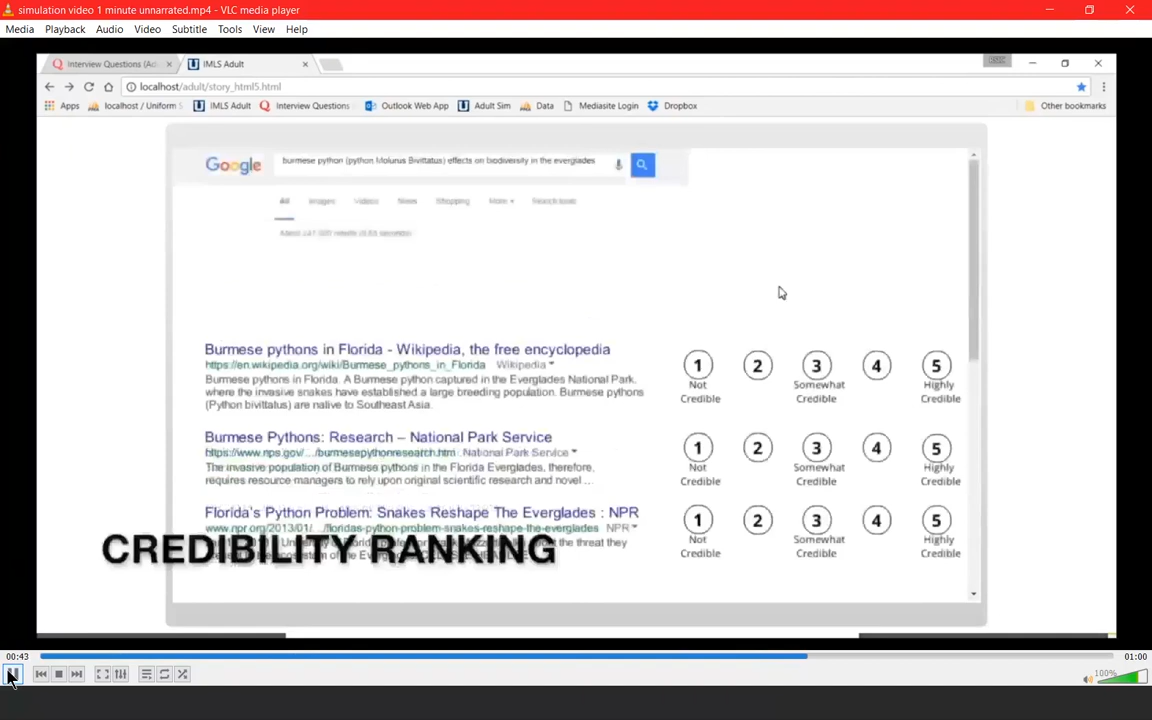 simulation video 1 minute unnarrated.mp4 - VLC media player
Media Playback Audio Video Subtitle Tools View Help
Interview Questions (Ad IMLS Adult
localhost/adult/story_html5.html
Apps localhost / Uniform S IMLS Adult Interview Questions Outlook Web App Adult Sim Data Mediasite Login Dropbox Other bookmarks
Google burmese python (python Molurus Bivittatus) effects on biodiversity in the everglades
All Images Videos News Shopping More Search tools
Burmese pythons in Florida - Wikipedia, the free encyclopedia
https://en.wikipedia.org/wiki/Burmese_pythons_in_Florida Wikipedia
Burmese pythons in Florida. A Burmese python captured in the Everglades National Park.
where the invasive snakes have established a large breeding population. Burmese pythons
(Python bivittatus) are native to Southeast Asia.
1 2 3 4 5
Not Credible Somewhat Credible Highly Credible
Burmese Pythons: Research – National Park Service
https://www.nps.gov/.../burmesepythonresearch.htm National Park Service
The invasive population of Burmese pythons in the Florida Everglades, therefore,
requires resource managers to rely upon original scientific research and novel ...
1 2 3 4 5
Not Credible Somewhat Credible Highly Credible
Florida's Python Problem: Snakes Reshape The Everglades : NPR
www.npr.org/2013/01/.../floridas-python-problem-snakes-reshape-the-everglades NPR
the threat they
1 2 3 4 5
Not Credible Somewhat Credible Highly Credible
CREDIBILITY RANKING
00:43 01:00
100%